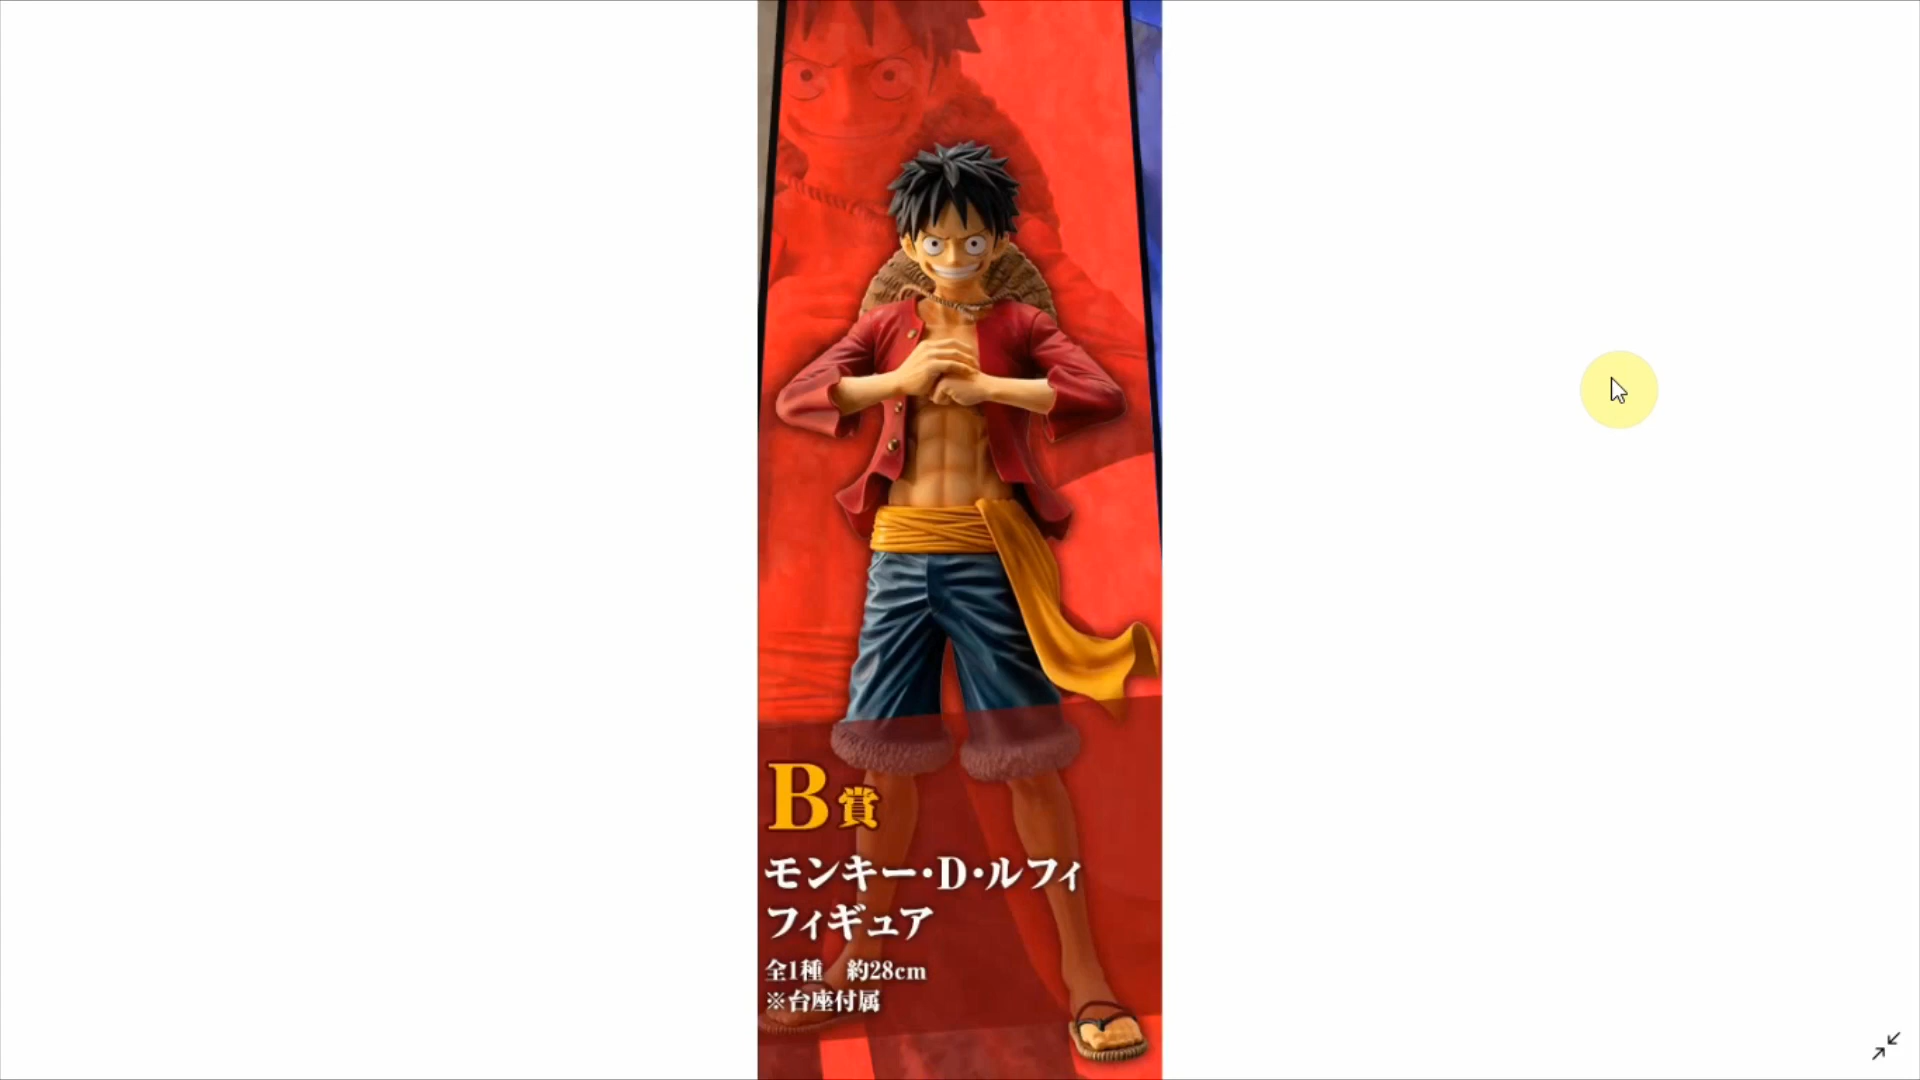 B賞
モンキー・D・ルフィ
フィギュア
全1種　約28cm
※台座付属